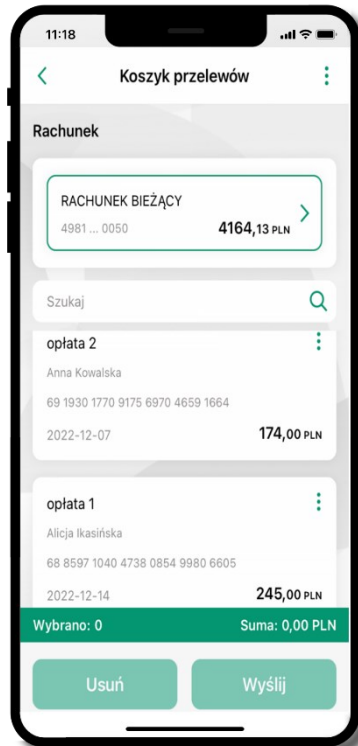 11:18
Koszyk przelewów
Rachunek
RACHUNEK BIEŻĄCY
4981 ... 0050 4164,13 PLN
Szukaj
opłata 2
Anna Kowalska
69 1930 1770 9175 6970 4659 1664
2022-12-07 174,00 PLN
opłata 1
Alicja Ikasińska
68 8597 1040 4738 0854 9980 6605
2022-12-14 245,00 PLN
Wybrano: 0 Suma: 0,00 PLN
Usuń Wyślij